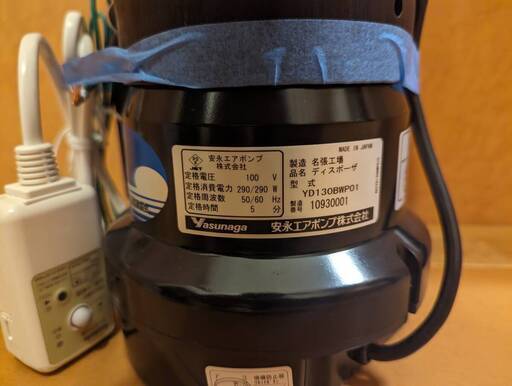 MADE IN JAPAN
JET
安永エアポンプ
株式会社
定格電圧 100 V
定格消費電力 290/290 W
定格周波数 50/60 Hz
定格時間 5 分
製造 名張工場
品名 ディスポーザ
型式 YD130BWP01
製造番号 10930001
Yasunaga 安永エアポンプ株式会社